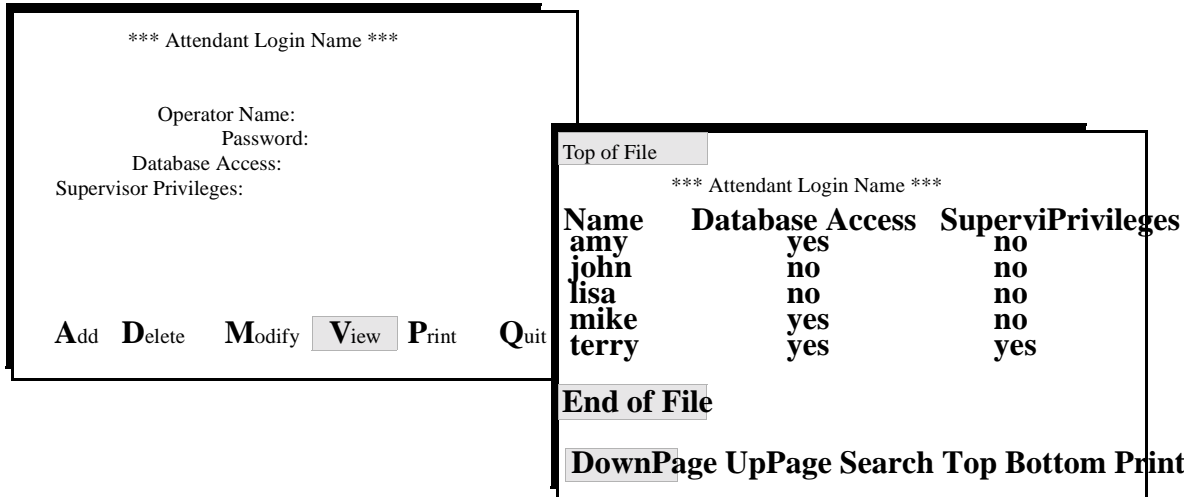 *** Attendant Login Name ***
Operator Name:
Password:
Database Access:
Supervisor Privileges:
Add Delete Modify View Print Quit
Top of File
*** Attendant Login Name ***
Name Database Access SuperviPrivileges
amy yes no
john no no
lisa no no
mike yes no
terry yes yes
End of File
DownPage UpPage Search Top Bottom Print